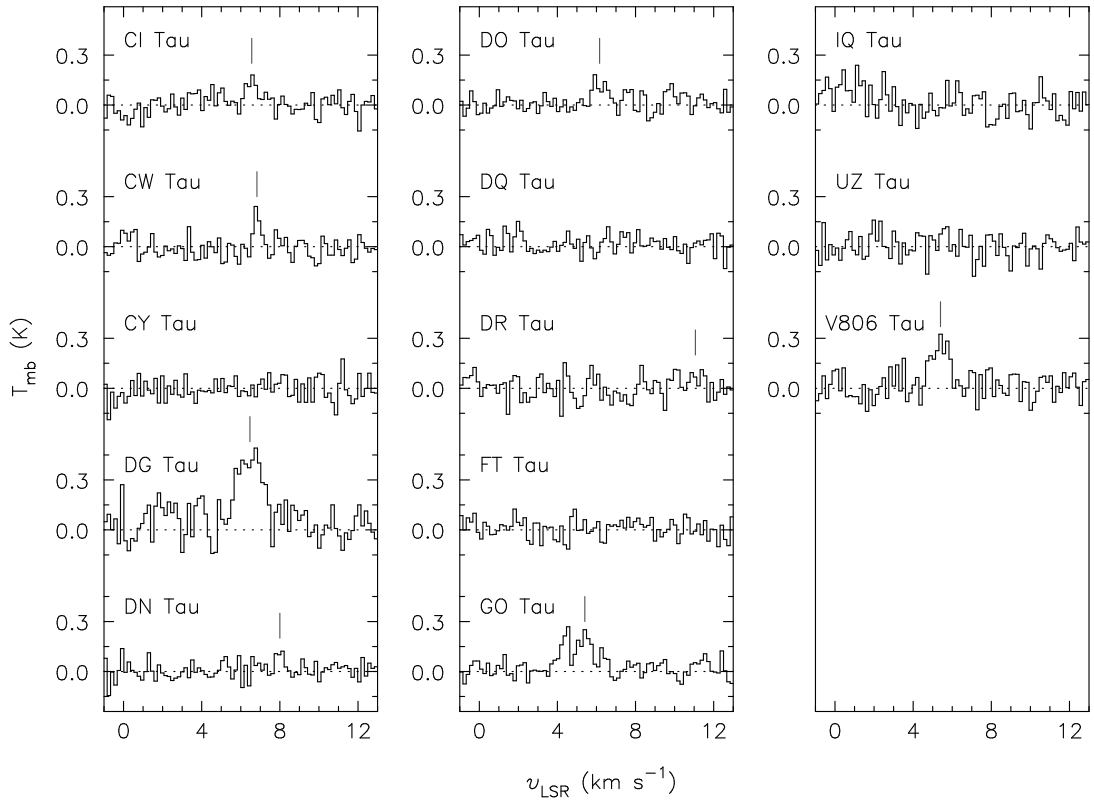 CI Tau
0.3
0.0
CW Tau
0.3
0.0
CY Tau
0.3
0.0
DG Tau
0.3
0.0
DN Tau
0.3
0.0
0 4 8 12
DO Tau
0.3
0.0
DQ Tau
0.3
0.0
DR Tau
0.3
0.0
FT Tau
0.3
0.0
GO Tau
0.3
0.0
0 4 8 12
IQ Tau
0.3
0.0
UZ Tau
0.3
0.0
V806 Tau
0.3
0.0
0 4 8 12
T_mb (K)
υ_LSR (km s⁻¹)